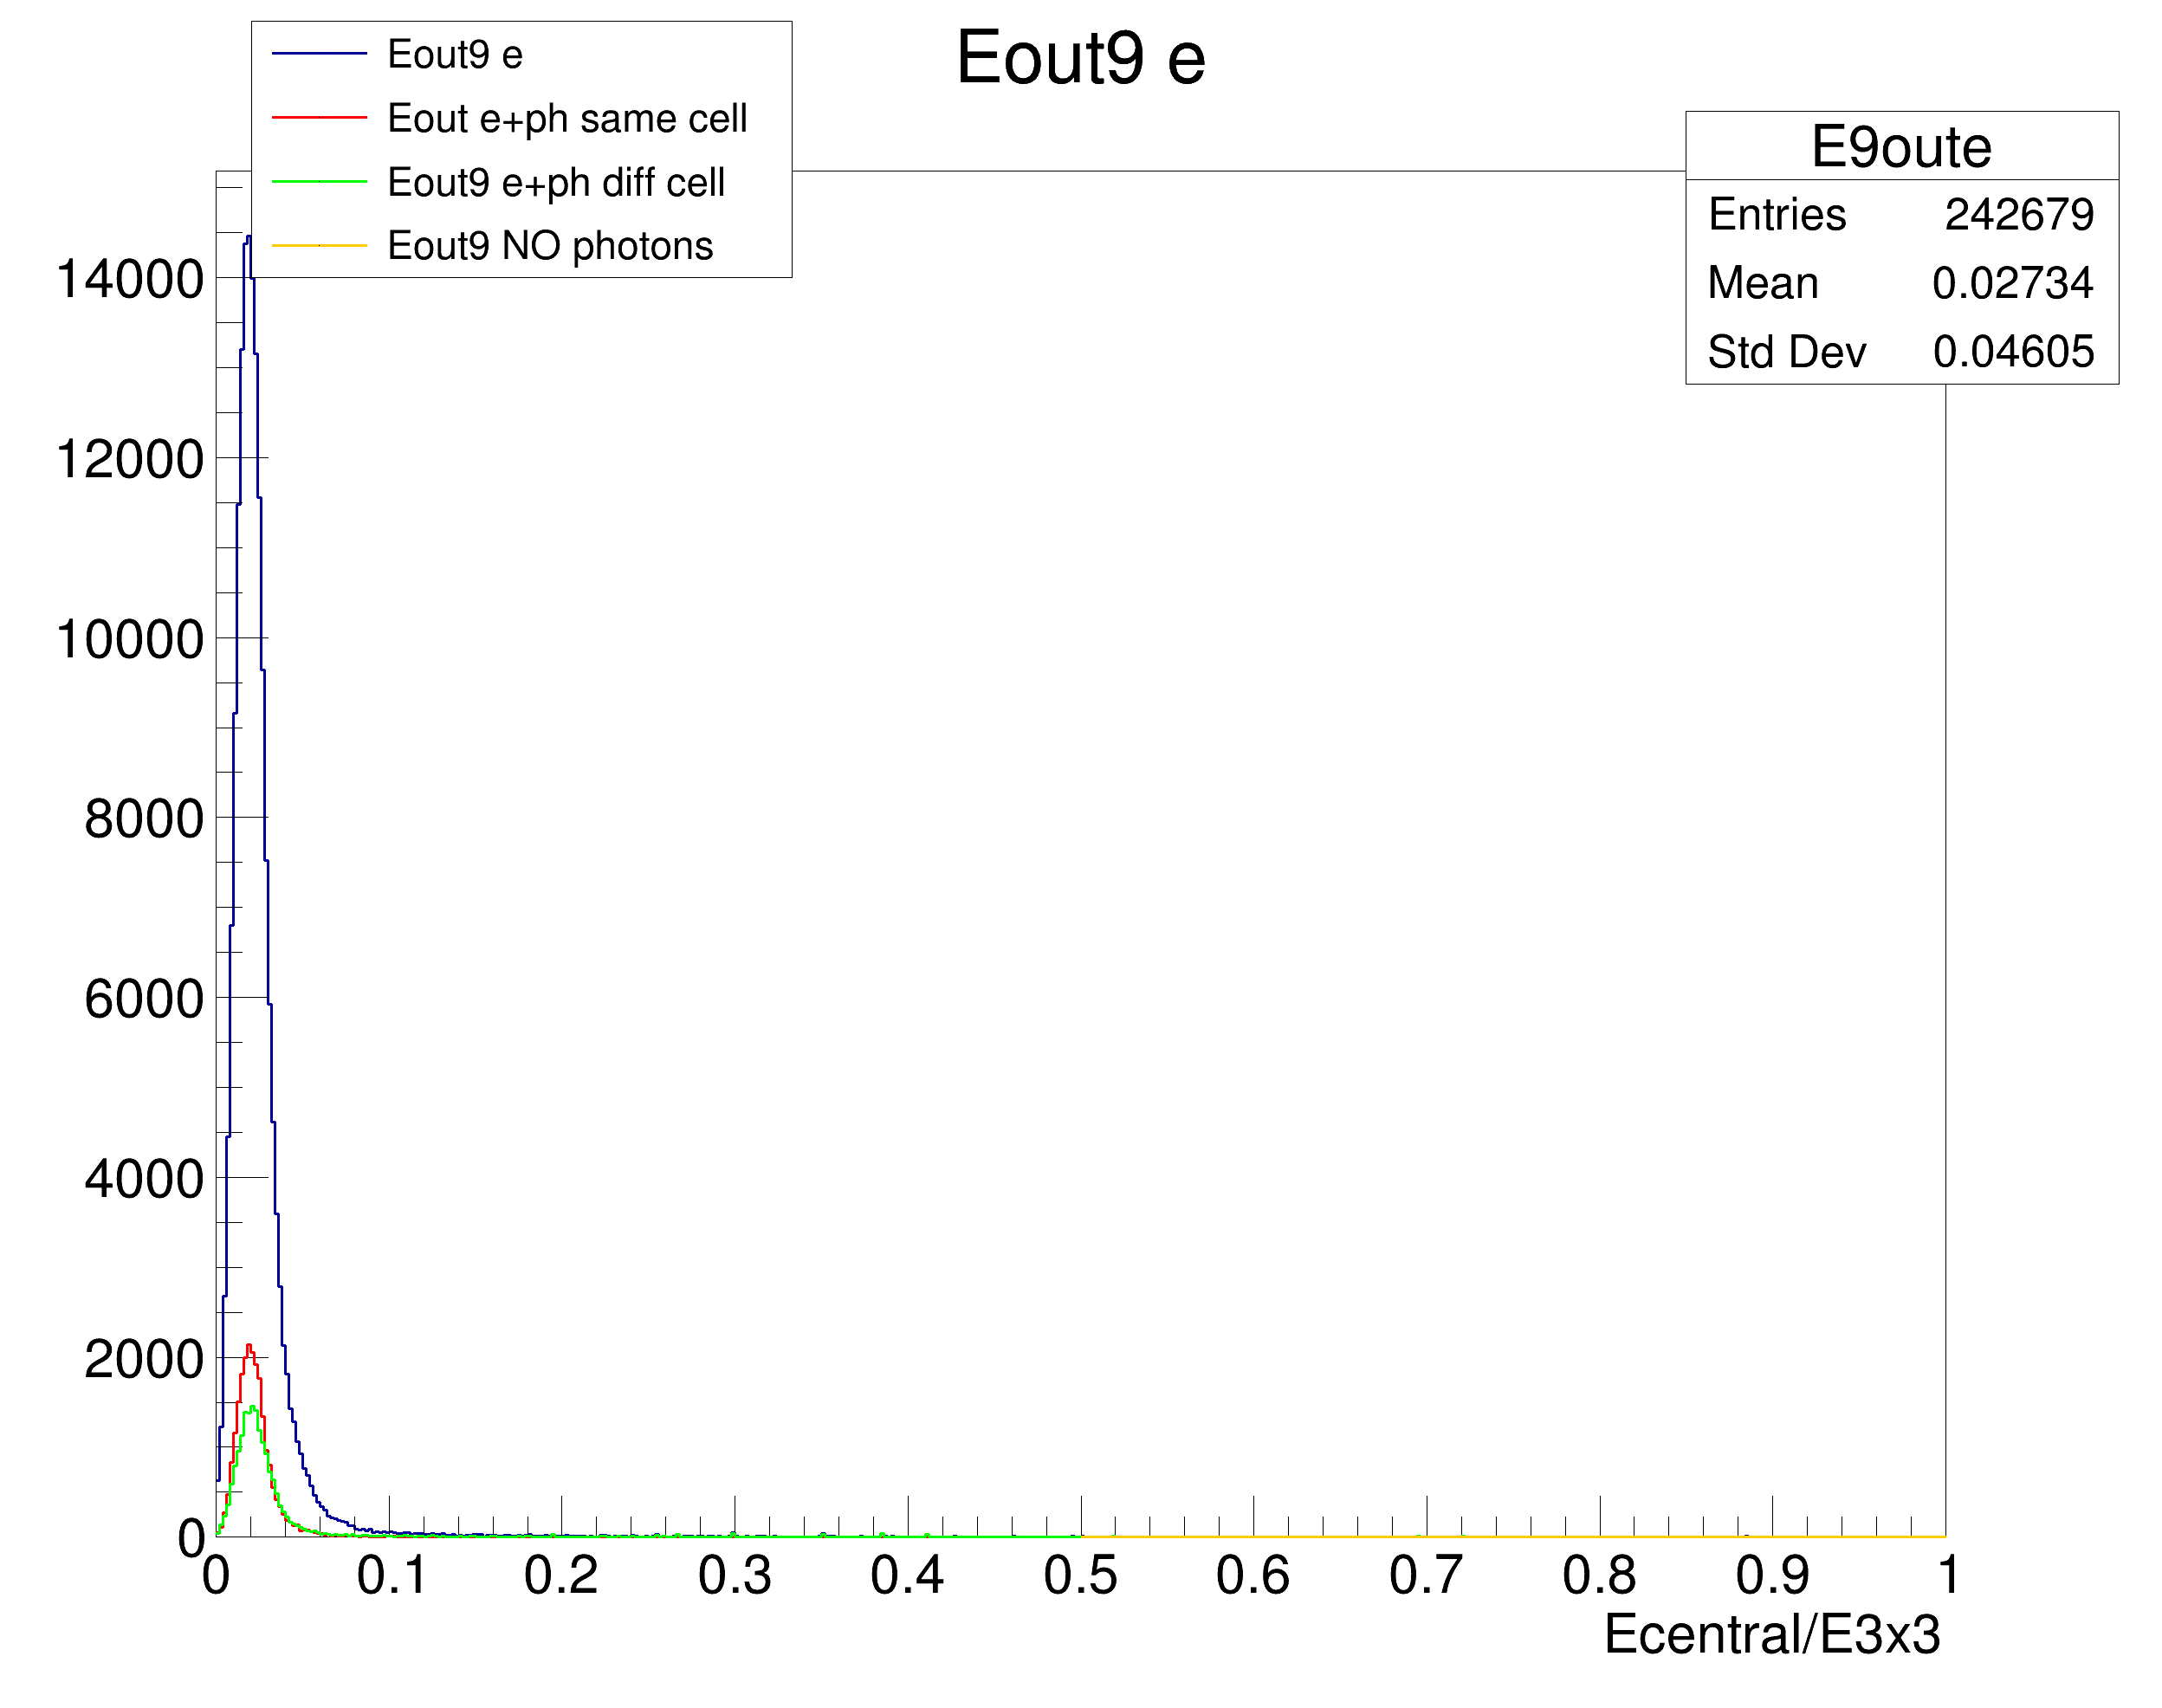 Eout9 e
Eout9 e
Eout e+ph same cell
Eout9 e+ph diff cell
Eout9 NO photons
E9oute
Entries 242679
Mean 0.02734
Std Dev 0.04605
14000
12000
10000
8000
6000
4000
2000
0
0 0.1 0.2 0.3 0.4 0.5 0.6 0.7 0.8 0.9 1
Ecentral/E3x3